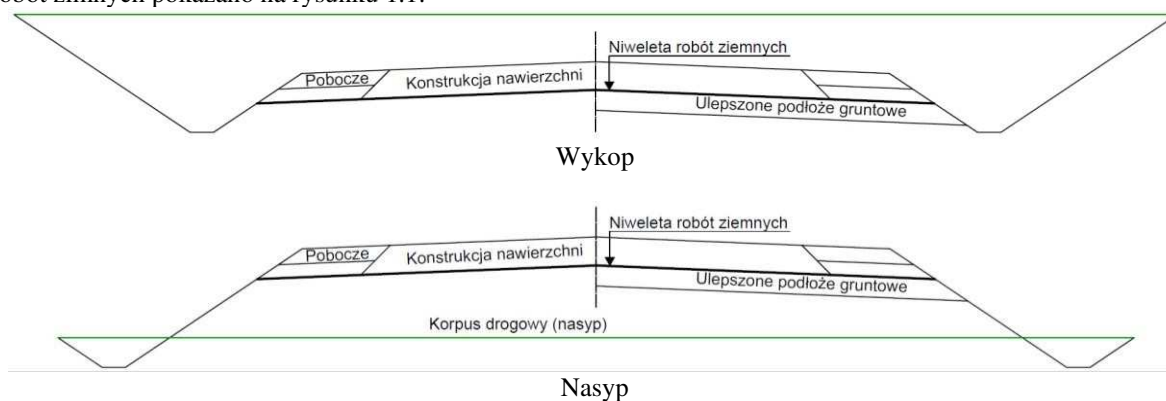 robót zimnych pokazano na rysunku 1.1.
Niweleta robót ziemnych
Pobocze
Konstrukcja nawierzchni
Ulepszone podłoże gruntowe
Wykop
Niweleta robót ziemnych
Pobocze
Konstrukcja nawierzchni
Ulepszone podłoże gruntowe
Korpus drogowy (nasyp)
Nasyp